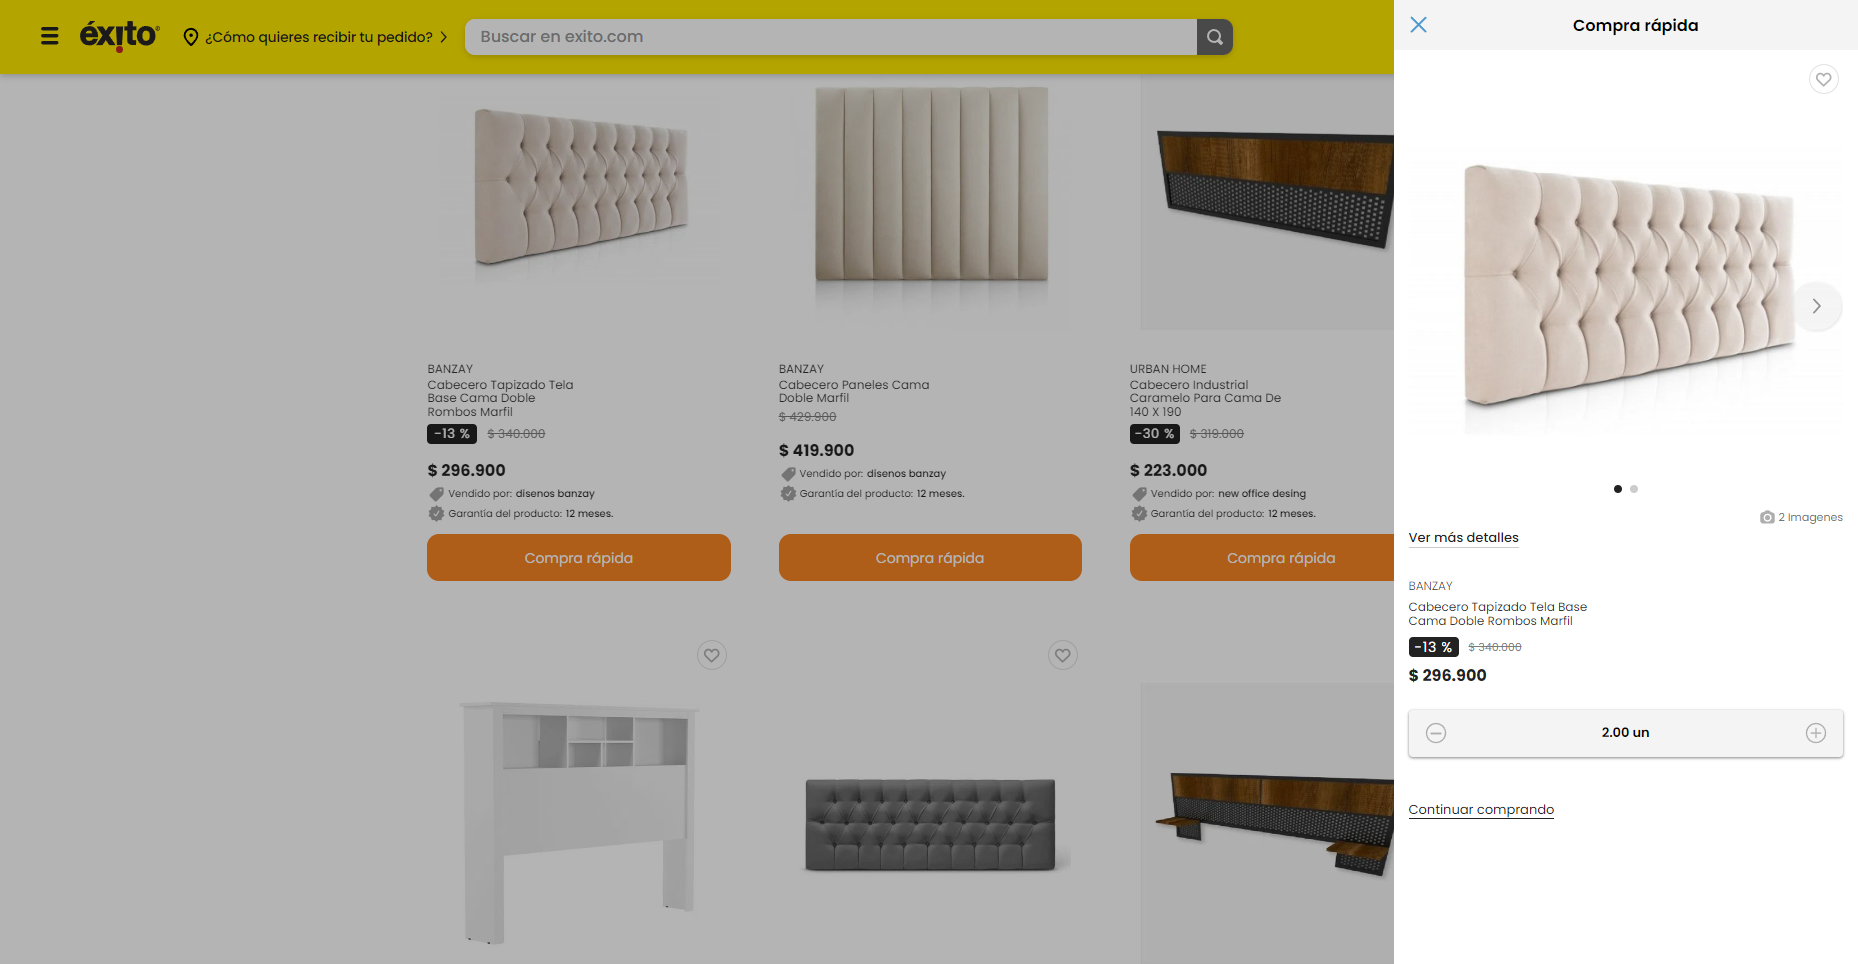 éxito
¿Cómo quieres recibir tu pedido?
Buscar en exito.com
BANZAY
Cabecero Tapizado Tela
Base Cama Doble
Rombos Marfil
-13 % $ 340.000
$ 296.900
Vendido por: disenos banzay
Garantía del producto: 12 meses.
Compra rápida
BANZAY
Cabecero Paneles Cama
Doble Marfil
$ 429.900
$ 419.900
Vendido por: disenos banzay
Garantía del producto: 12 meses.
Compra rápida
URBAN HOME
Cabecero Industrial
Caramelo Para Cama De
140 X 190
-30 % $ 319.000
$ 223.000
Vendido por: new office desing
Garantía del producto: 12 meses.
Compra rápida
Compra rápida
2 Imagenes
Ver más detalles
BANZAY
Cabecero Tapizado Tela Base
Cama Doble Rombos Marfil
-13 % $ 340.000
$ 296.900
2.00 un
Continuar comprando